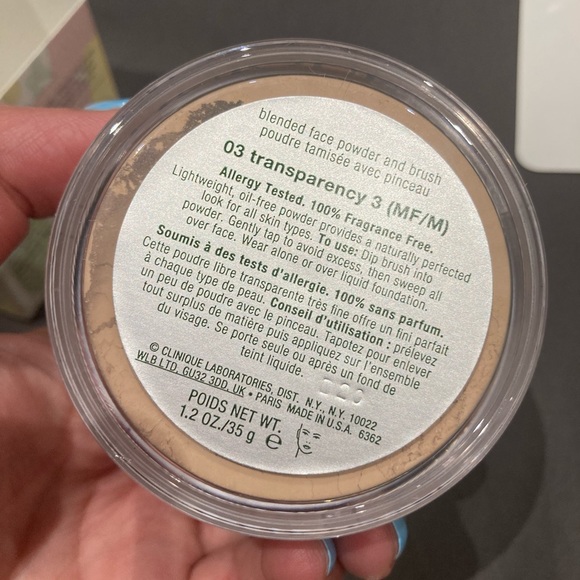 blended face powder and brush
poudre tamisée avec pinceau
03 transparency 3 (MF/M)
Allergy Tested. 100% Fragrance Free.
Lightweight, oil-free powder provides a naturally perfected
look for all skin types. To use: Dip brush into
powder. Gently tap to avoid excess, then sweep all
over face. Wear alone or over liquid foundation.
Soumis à des tests d'allergie. 100% sans parfum.
Cette poudre libre transparente très fine offre un fini parfait
à chaque type de peau. Conseil d'utilisation : prélevez
un peu de poudre avec le pinceau. Tapotez pour enlever
tout surplus de matière puis appliquez sur l'ensemble
du visage. Se porte seule ou après un fond de
teint liquide.
© CLINIQUE LABORATORIES, DIST. N.Y., N.Y. 10022
WLB LTD, GU32 3DD, UK • PARIS MADE IN U.S.A. 6362
POIDS NET WT.
1.2 OZ./35 g e